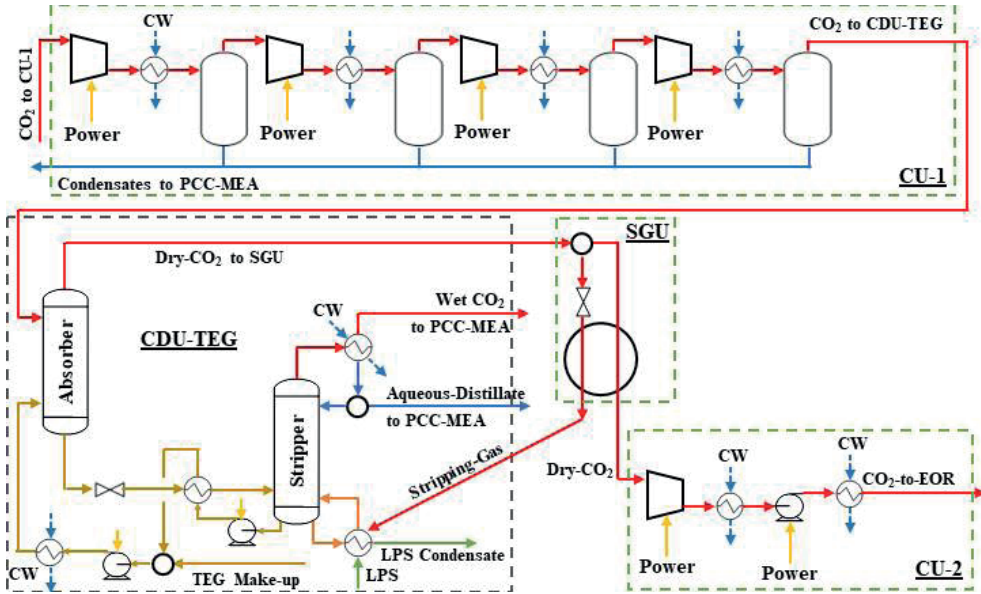 CW
CW
CW
CW
CO₂ to CDU-TEG
CO₂ to CU-1
Power
Power
Power
Power
Condensates to PCC-MEA
CU-1
Dry-CO₂ to SGU
SGU
Absorber
CDU-TEG
CW
Wet CO₂
to PCC-MEA
Aqueous-Distillate
to PCC-MEA
Stripper
Stripping-Gas
Dry-CO₂
CW
CW
CO₂-to-EOR
LPS Condensate
LPS
CW
TEG Make-up
Power
Power
CU-2